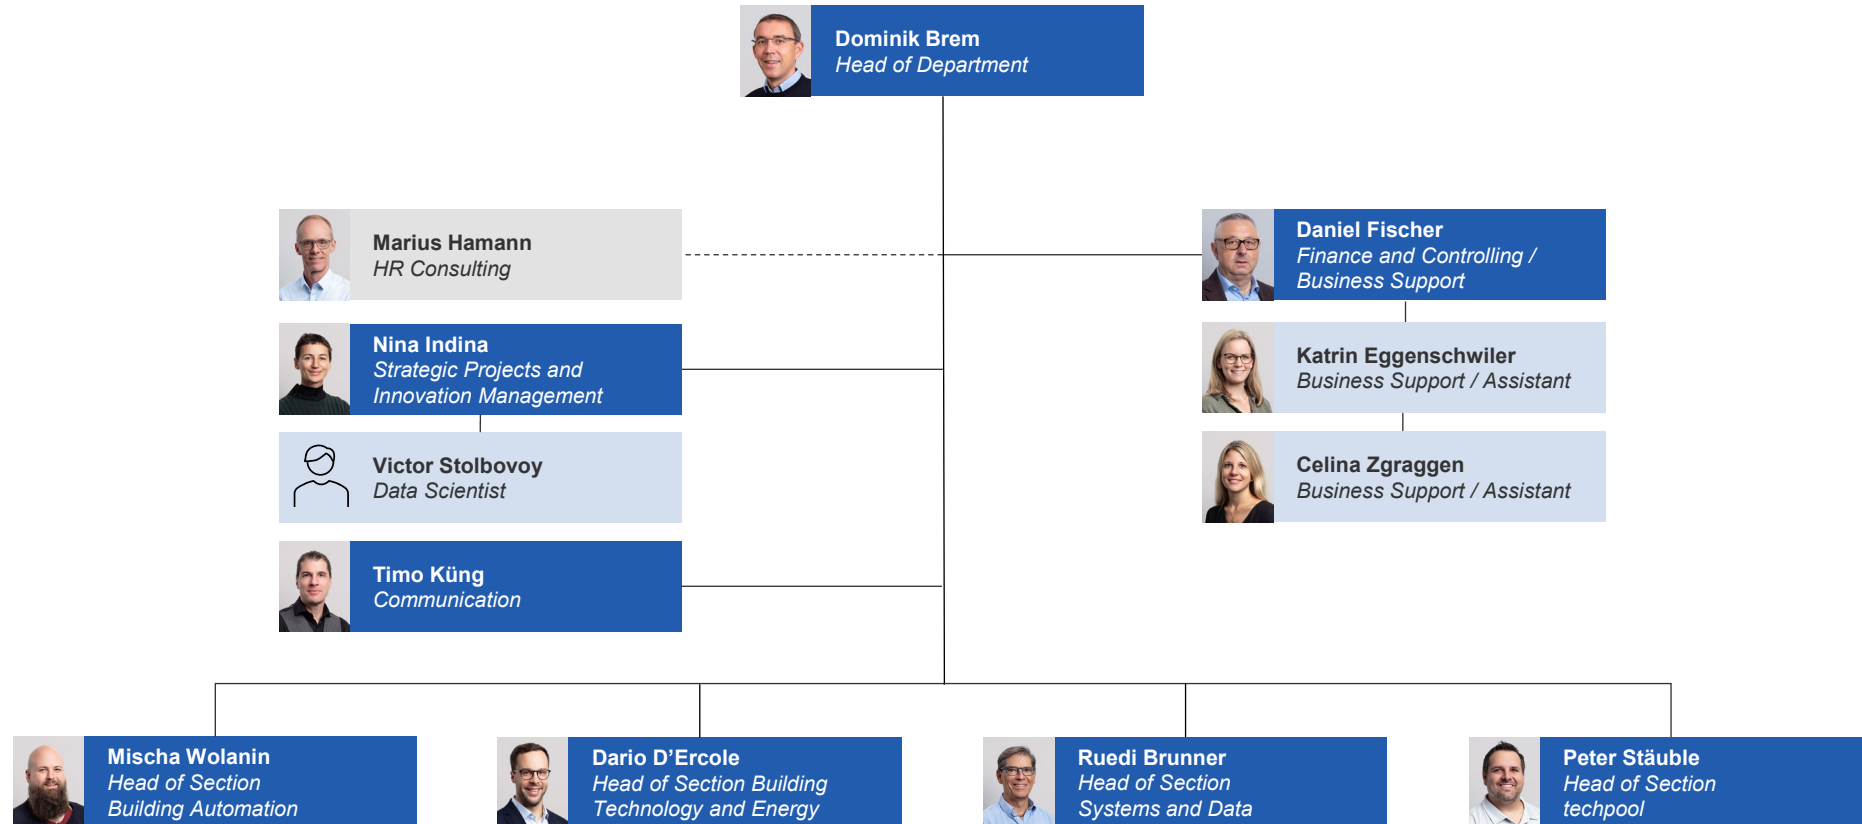 Dominik Brem
Head of Department
Marius Hamann
HR Consulting
Daniel Fischer
Finance and Controlling /
Business Support
Nina Indina
Strategic Projects and
Innovation Management
Katrin Eggenschwiler
Business Support / Assistant
Victor Stolbovoy
Data Scientist
Celina Zgraggen
Business Support / Assistant
Timo Küng
Communication
Mischa Wolanin
Head of Section
Building Automation
Dario D’Ercole
Head of Section Building
Technology and Energy
Ruedi Brunner
Head of Section
Systems and Data
Peter Stäuble
Head of Section
techpool